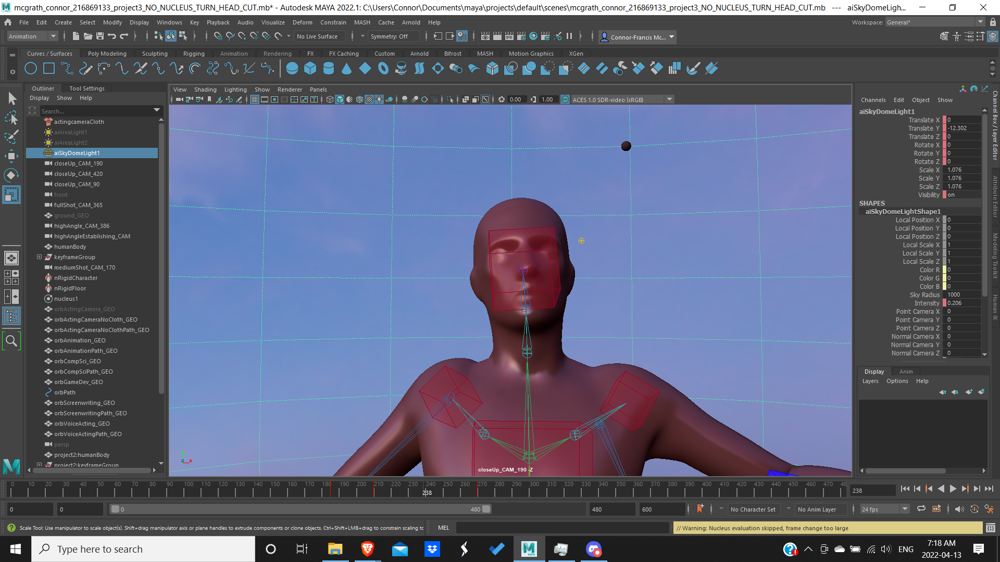 mcgrath_connor_216869133_project3_NO_NUCLEUS_TURN_HEAD_CUT.mb* - Autodesk MAYA 2022.1: C:\Users\Connor\Documents\maya\projects\default\scenes\mcgrath_connor_216869133_project3_NO_NUCLEUS_TURN_HEAD_CUT.mb --- aiSkyDomeLigh...
File Edit Create Select Modify Display Windows Key Playback Audio Visualize Deform Constrain MASH Cache Arnold Help
Workspace: General*
Animation No Live Surface Symmetry: Off Connor-Francis Mc...
Curves / Surfaces Poly Modeling Sculpting Rigging Animation Rendering FX FX Caching Custom Arnold Bifrost MASH Motion Graphics XGen
Outliner Tool Settings
Display Show Help
Search...
actingcameraCloth
aiAreaLight1
aiAreaLight2
aiSkyDomeLight1
closeUp_CAM_190
closeUp_CAM_420
closeUp_CAM_90
front
fullShot_CAM_365
ground_GEO
highAngle_CAM_386
highAngleEstablishing_CAM
humanBody
keyframeGroup
mediumShot_CAM_170
nRigidCharacter
nRigidFloor
nucleus1
orbActingCamera_GEO
orbActingCameraNoCloth_GEO
orbActingCameraNoClothPath_GEO
orbAnimation_GEO
orbAnimationPath_GEO
orbCompSci_GEO
orbCompSciPath_GEO
orbGameDev_GEO
orbPath
orbScreenwriting_GEO
orbScreenwritingPath_GEO
orbVoiceActing_GEO
orbVoiceActingPath_GEO
persp
project2:humanBody
project2:keyframeGroup
View Shading Lighting Show Renderer Panels
0.00 1.00 ON ACES 1.0 SDR-video (sRGB)
closeUp_CAM_190 -Z
Channels Edit Object Show
aiSkyDomeLight1
Translate X 0
Translate Y -12.302
Translate Z 0
Rotate X 0
Rotate Y 0
Rotate Z 0
Scale X 1.076
Scale Y 1.076
Scale Z 1.076
Visibility on
SHAPES
aiSkyDomeLightShape1
Local Position X 0
Local Position Y 0
Local Position Z 0
Local Scale X 1
Local Scale Y 1
Local Scale Z 1
Color R 0
Color G 0
Color B 0
Sky Radius 1000
Intensity 0.206
Point Camera X 0
Point Camera Y 0
Point Camera Z 0
Normal Camera X 0
Normal Camera Y 0
Normal Camera Z 0
Channel Box / Layer Editor
Attribute Editor
Modeling Toolkit
Human IK
Display Anim
Layers Options Help
0 10 20 30 40 50 60 70 80 90 100 110 120 130 140 150 160 170 180 190 200 210 220 230 240 250 260 270 280 290 300 310 320 330 340 350 360 370 380 390 400 410 420 430 440 450 460 470 48
238
238
0 0 0 480 480 600 No Character Set No Anim Layer 24 fps
Scale Tool: Use manipulator to scale object(s). Shift+drag manipulator axis or plane handles to extrude components or clone objects. Ctrl+Shift+LMB+drag to constrain scaling to
MEL
// Warning: Nucleus evaluation skipped, frame change too large
Type here to search
ENG
7:18 AM
2022-04-13